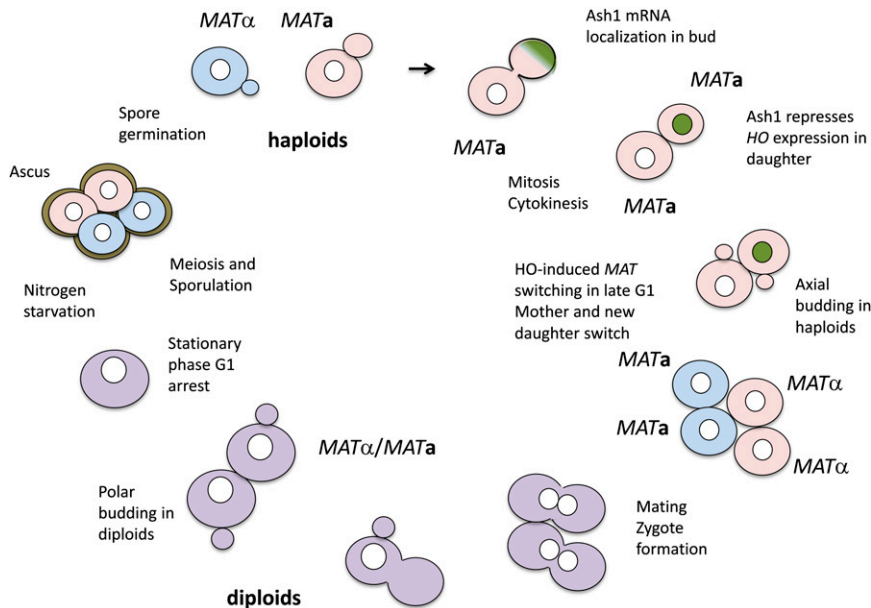 MATα
MATa
haploids
Ash1 mRNA
localization in bud
MATa
Mitosis
Cytokinesis
MATa
Ash1 represses
HO expression in
daughter
MATa
HO-induced MAT
switching in late G1
Mother and new
daughter switch
Axial
budding in
haploids
MATa
MATα
MATa
MATα
Mating
Zygote
formation
MATα/MATa
diploids
Polar
budding in
diploids
Stationary
phase G1
arrest
Nitrogen
starvation
Meiosis and
Sporulation
Ascus
Spore
germination